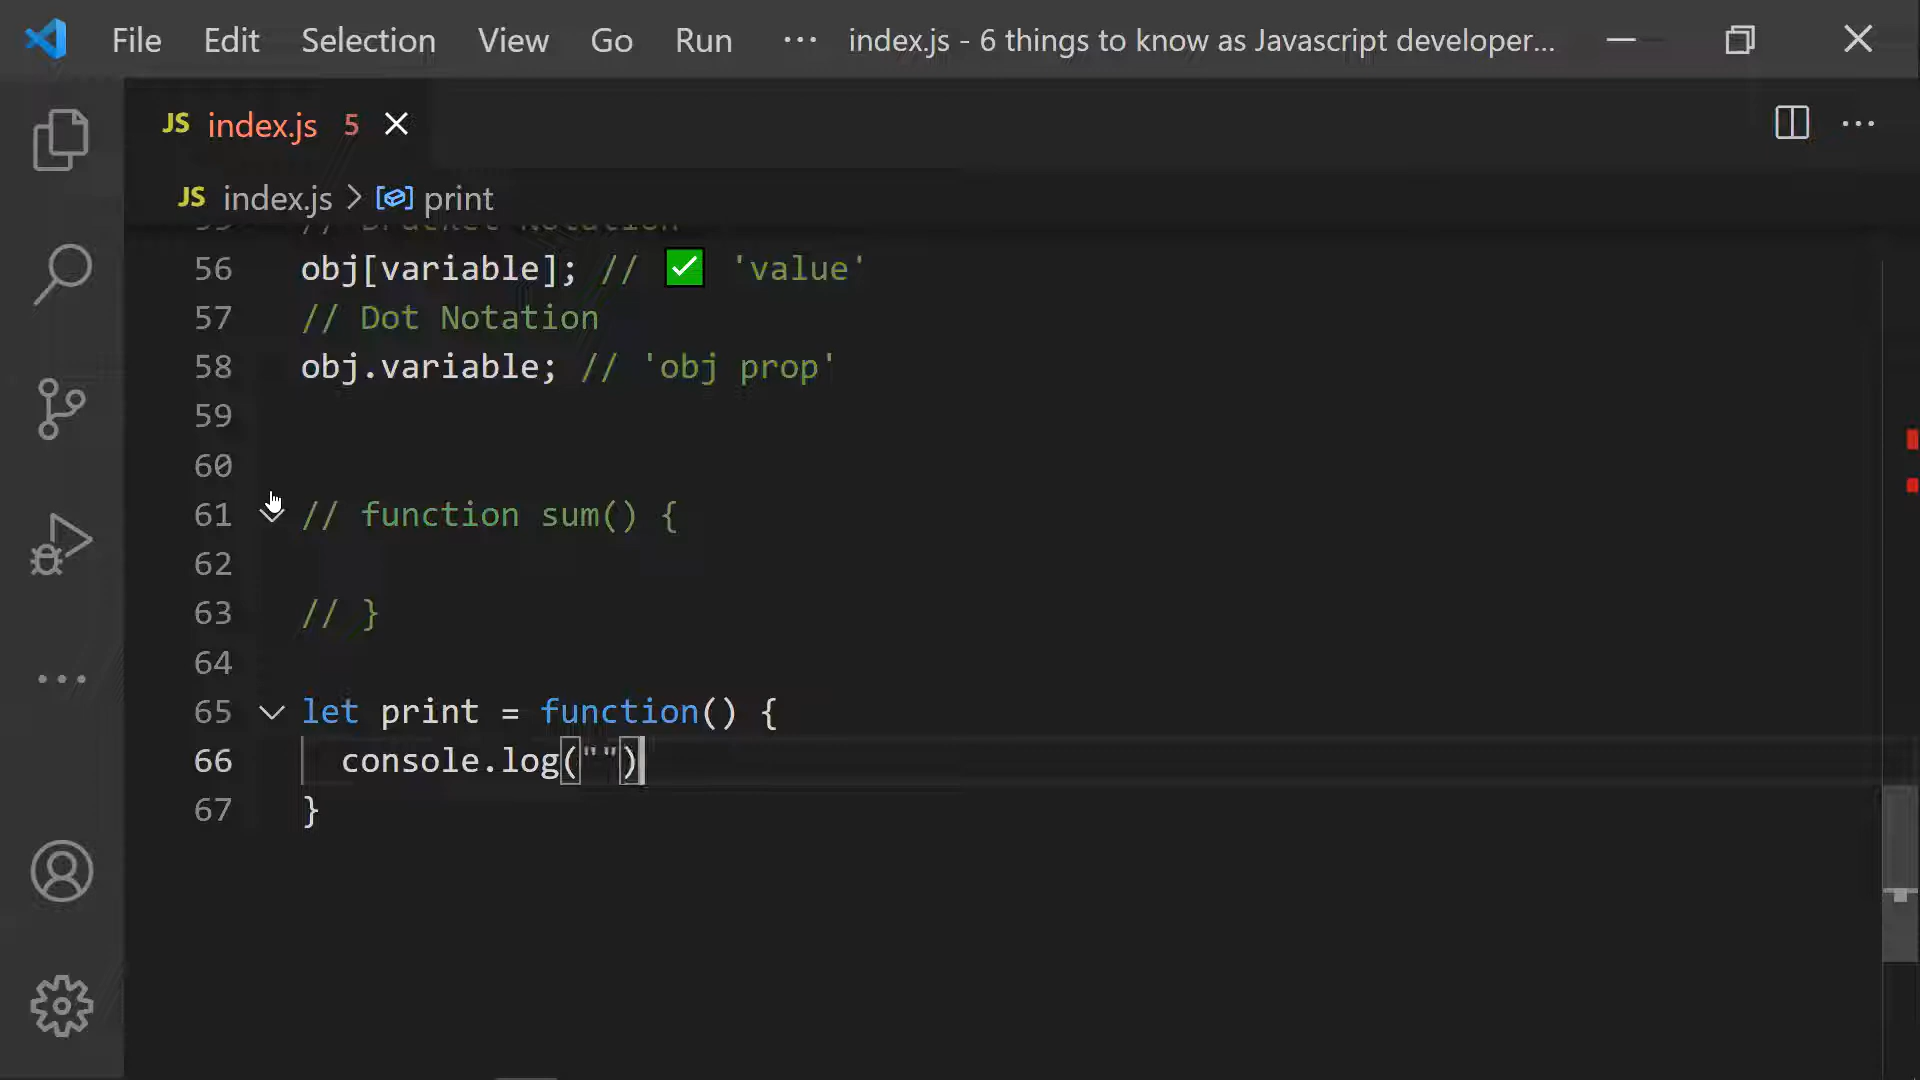 File Edit Selection View Go Run ··· index.js - 6 things to know as Javascript developer...
JS index.js 5
JS index.js > print
// Bracket Notation
56 obj[variable]; // ✅ 'value'
57 // Dot Notation
58 obj.variable; // 'obj prop'
59
60
61 // function sum() {
62
63 // }
64
65 let print = function() {
66 console.log("")
67 }